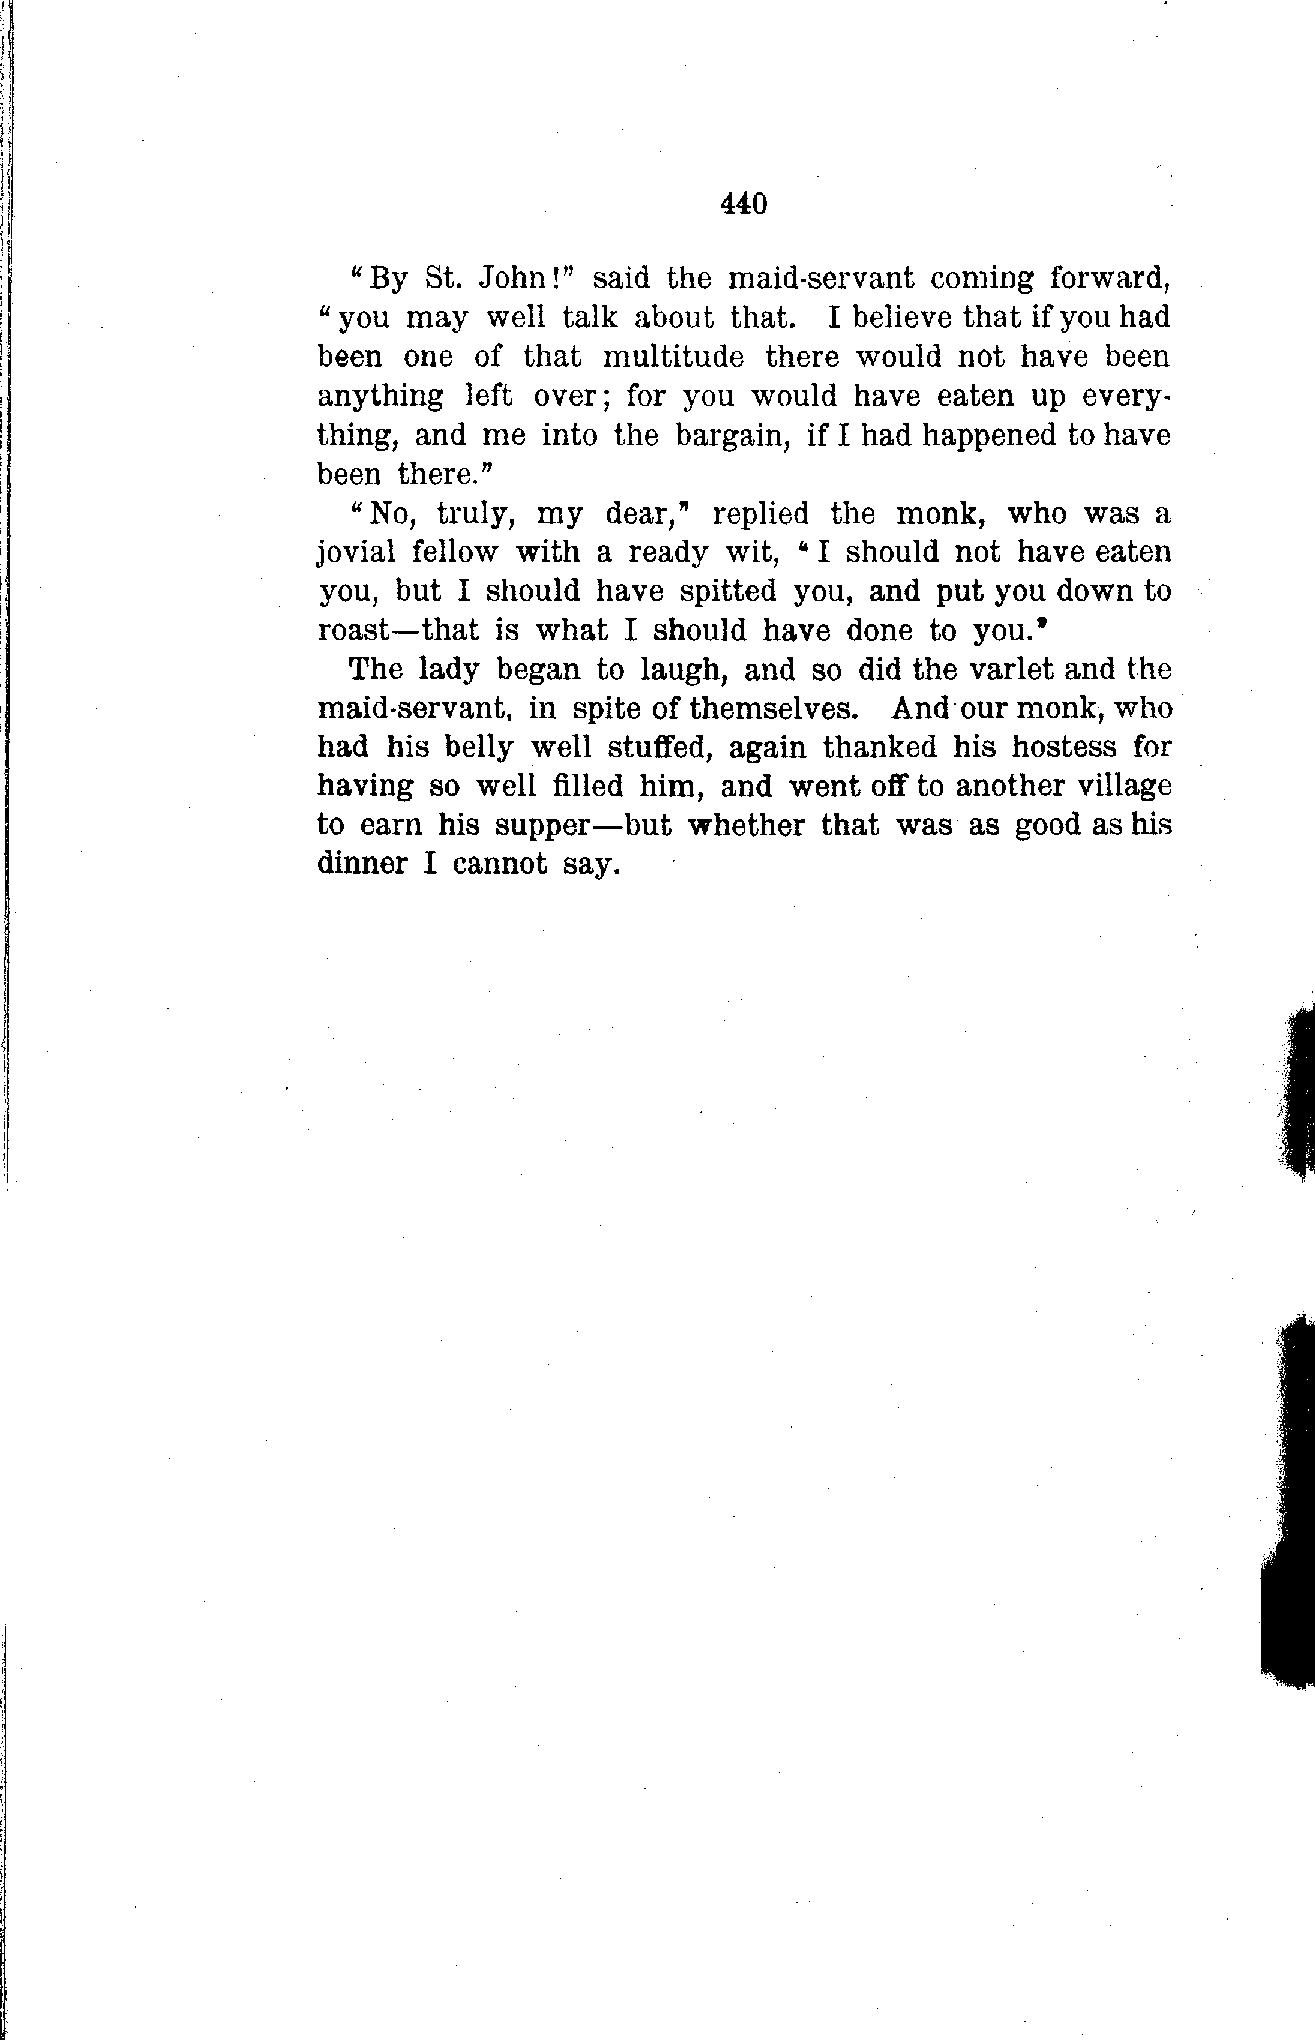 440
"By St. John!" said the maid-servant coming forward,
"you may well talk about that. I believe that if you had
been one of that multitude there would not have been
anything left over; for you would have eaten up every-
thing, and me into the bargain, if I had happened to have
been there."
"No, truly, my dear," replied the monk, who was a
jovial fellow with a ready wit, "I should not have eaten
you, but I should have spitted you, and put you down to
roast—that is what I should have done to you."
The lady began to laugh, and so did the varlet and the
maid-servant, in spite of themselves. And our monk, who
had his belly well stuffed, again thanked his hostess for
having so well filled him, and went off to another village
to earn his supper—but whether that was as good as his
dinner I cannot say.